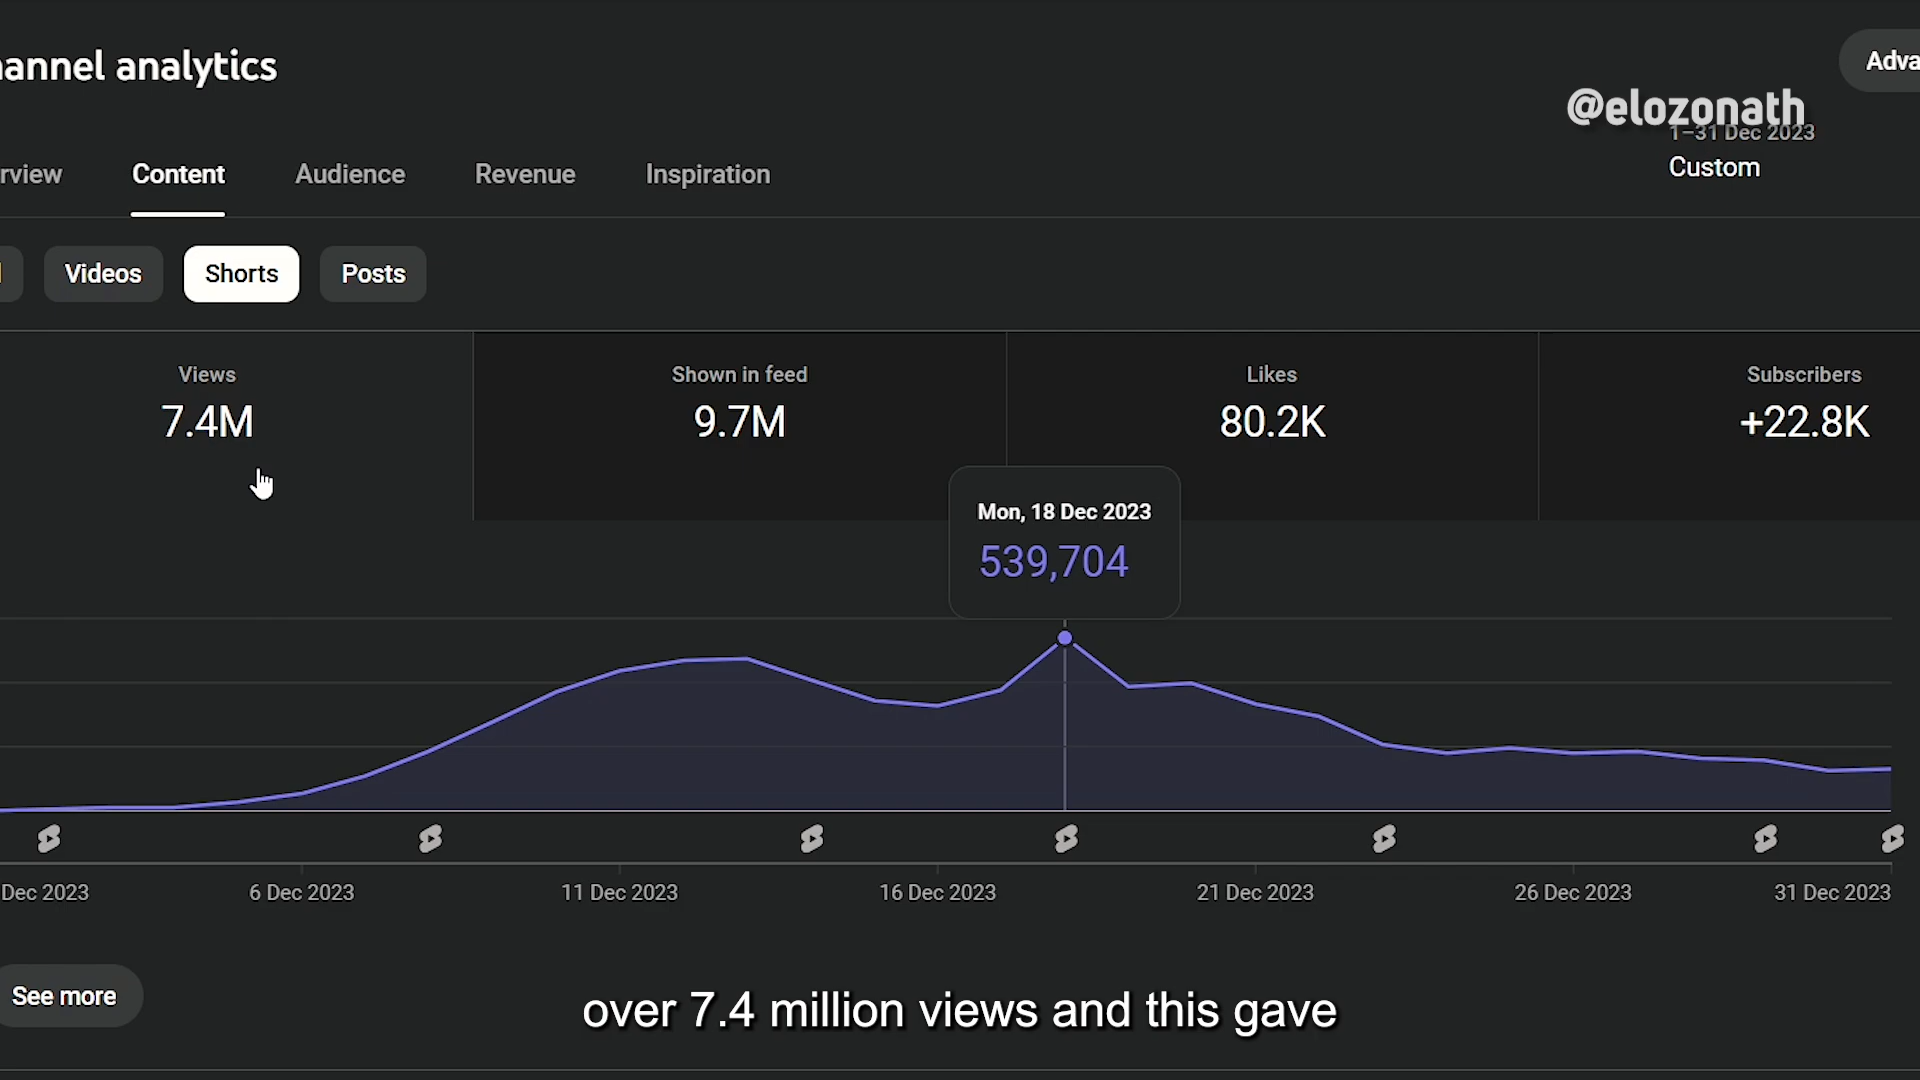 annel analytics
Adva
@elozonath
1–31 Dec 2023
Custom
rview
Content
Audience
Revenue
Inspiration
Videos
Shorts
Posts
Views
7.4M
Shown in feed
9.7M
Likes
80.2K
Subscribers
+22.8K
Mon, 18 Dec 2023
539,704
Dec 2023
6 Dec 2023
11 Dec 2023
16 Dec 2023
21 Dec 2023
26 Dec 2023
31 Dec 2023
See more
over 7.4 million views and this gave